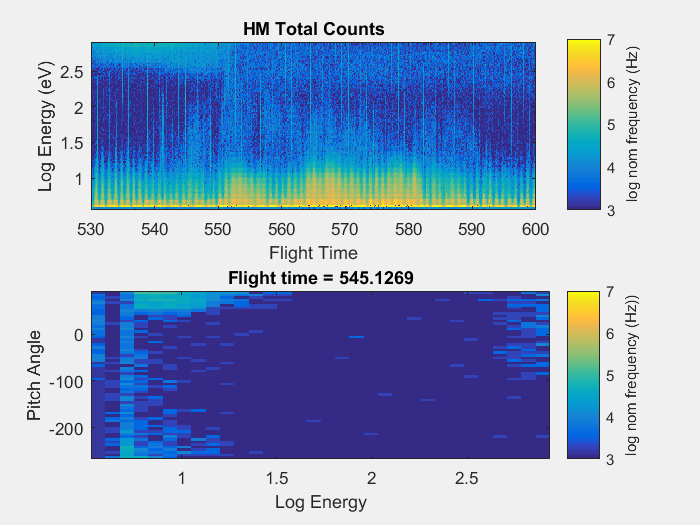 HM Total Counts
Log Energy (eV)
2.5
2
1.5
1
530 540 550 560 570 580 590 600
Flight Time
7
6
5
4
3
log nom frequency (Hz)
Flight time = 545.1269
Pitch Angle
0
-100
-200
1 1.5 2 2.5
Log Energy
7
6
5
4
3
log nom frequency (Hz))